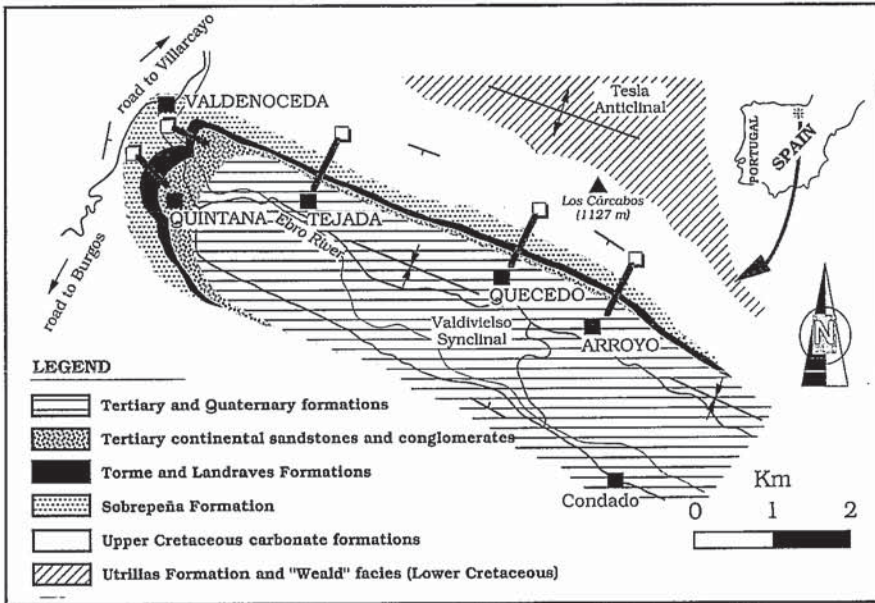 road to Villarcayo
VALDENOCEDA
Tesla
Anticlinal
PORTUGAL
SPAIN
Los Cárcabos
(1127 m)
QUINTANA
TEJADA
Ebro River
road to Burgos
QUECEDO
Valdivielso
Synclinal
ARROYO
N
LEGEND
Tertiary and Quaternary formations
Tertiary continental sandstones and conglomerates
Torme and Landraves Formations
Sobrepeña Formation
Upper Cretaceous carbonate formations
Utrillas Formation and "Weald" facies (Lower Cretaceous)
Condado
Km
0 1 2